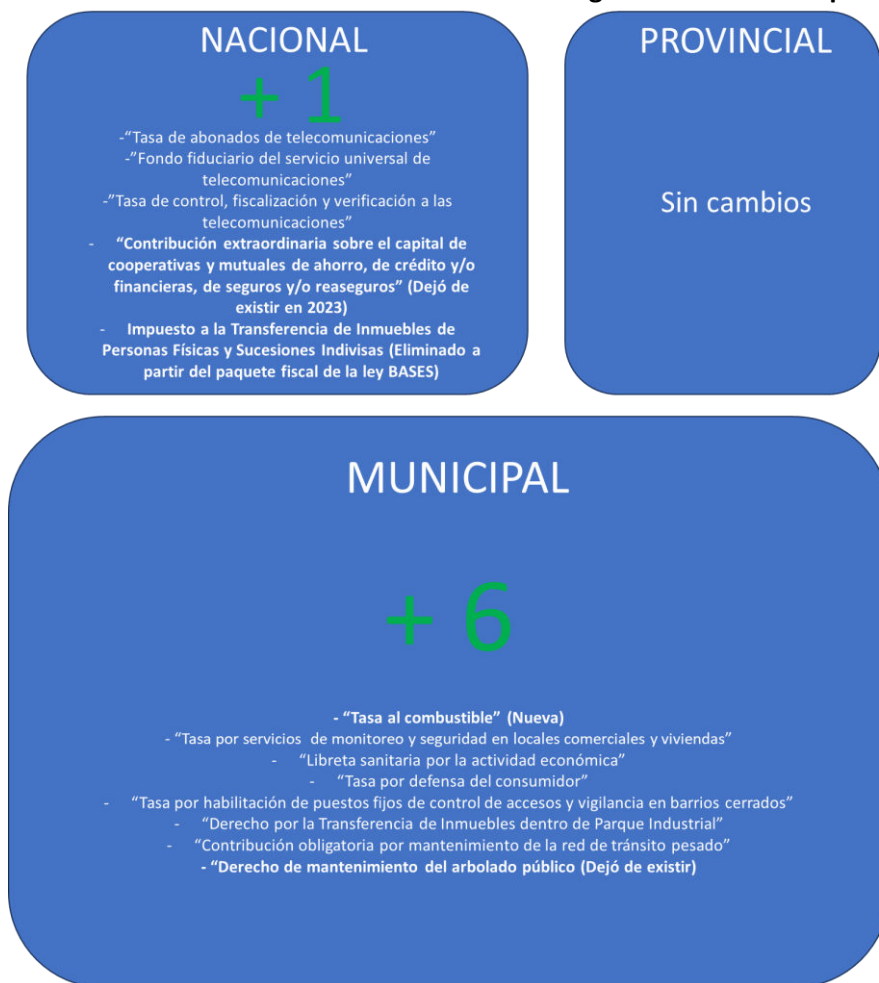 NACIONAL
+ 1
-“Tasa de abonados de telecomunicaciones”
-”Fondo fiduciario del servicio universal de
telecomunicaciones”
-”Tasa de control, fiscalización y verificación a las
telecomunicaciones”
- “Contribución extraordinaria sobre el capital de
cooperativas y mutuales de ahorro, de crédito y/o
financieras, de seguros y/o reaseguros” (Dejó de
existir en 2023)
- Impuesto a la Transferencia de Inmuebles de
Personas Físicas y Sucesiones Indivisas (Eliminado a
partir del paquete fiscal de la ley BASES)
PROVINCIAL
Sin cambios
MUNICIPAL
+ 6
- “Tasa al combustible” (Nueva)
- “Tasa por servicios de monitoreo y seguridad en locales comerciales y viviendas”
- “Libreta sanitaria por la actividad económica”
- “Tasa por defensa del consumidor”
- “Tasa por habilitación de puestos fijos de control de accesos y vigilancia en barrios cerrados”
- “Derecho por la Transferencia de Inmuebles dentro de Parque Industrial”
- “Contribución obligatoria por mantenimiento de la red de tránsito pesado”
- “Derecho de mantenimiento del arbolado público (Dejó de existir)